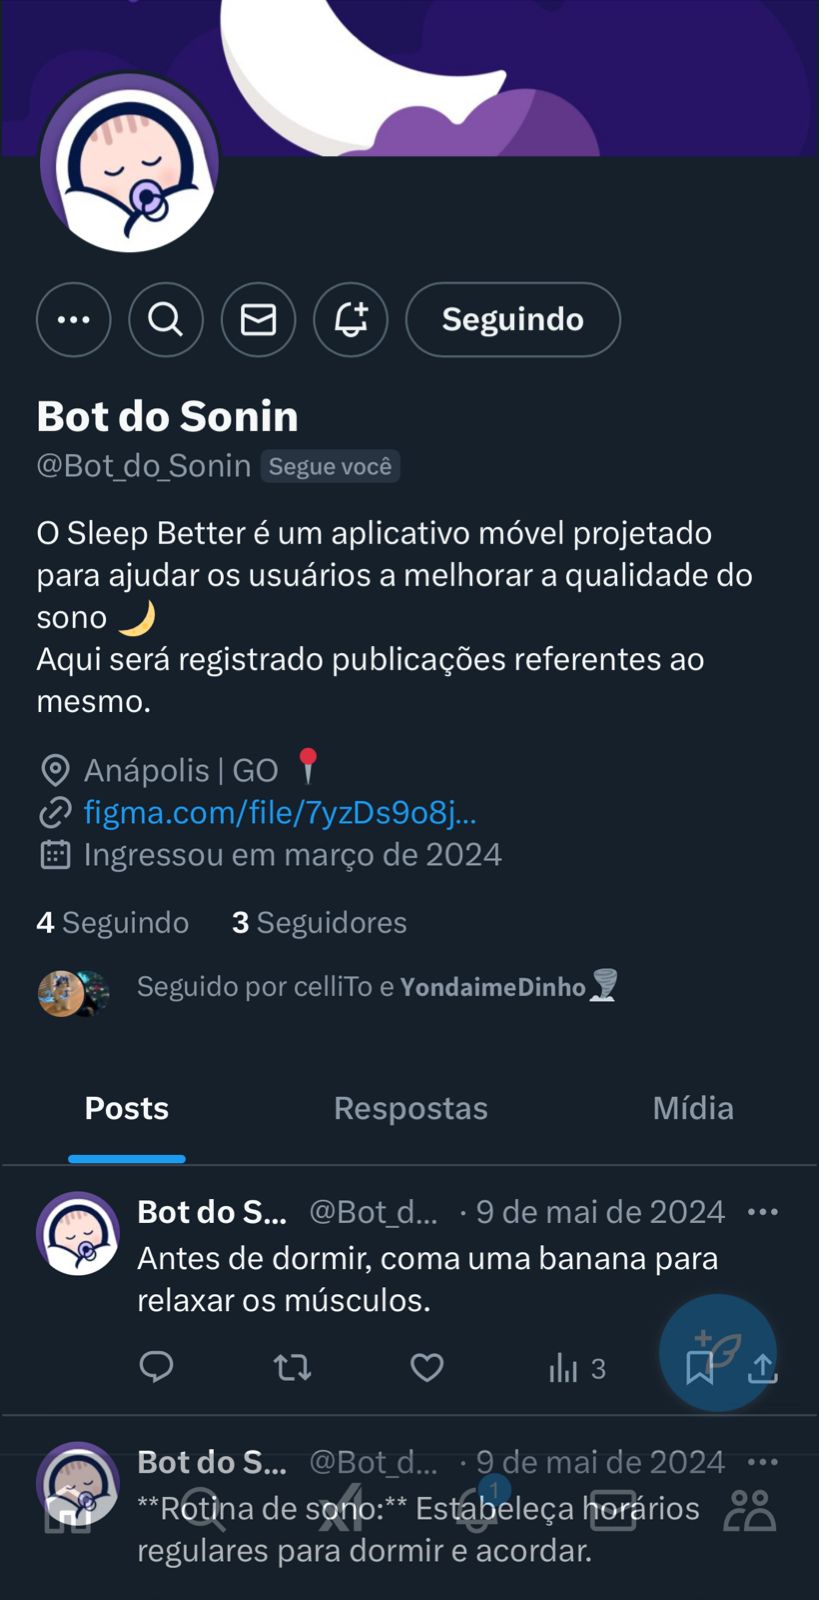 Seguindo
Bot do Sonin
@Bot_do_Sonin Segue você
O Sleep Better é um aplicativo móvel projetado
para ajudar os usuários a melhorar a qualidade do
sono 🌙
Aqui será registrado publicações referentes ao
mesmo.
Anápolis | GO 📍
figma.com/file/7yzDs9o8j...
Ingressou em março de 2024
4 Seguindo 3 Seguidores
Seguido por celliTo e YondaimeDinho🌪️
Posts Respostas Mídia
Bot do S... @Bot_d... · 9 de mai de 2024
Antes de dormir, coma uma banana para
relaxar os músculos.
3
Bot do S... @Bot_d... · 9 de mai de 2024
1
**Rotina de sono:** Estabeleça horários
regulares para dormir e acordar.